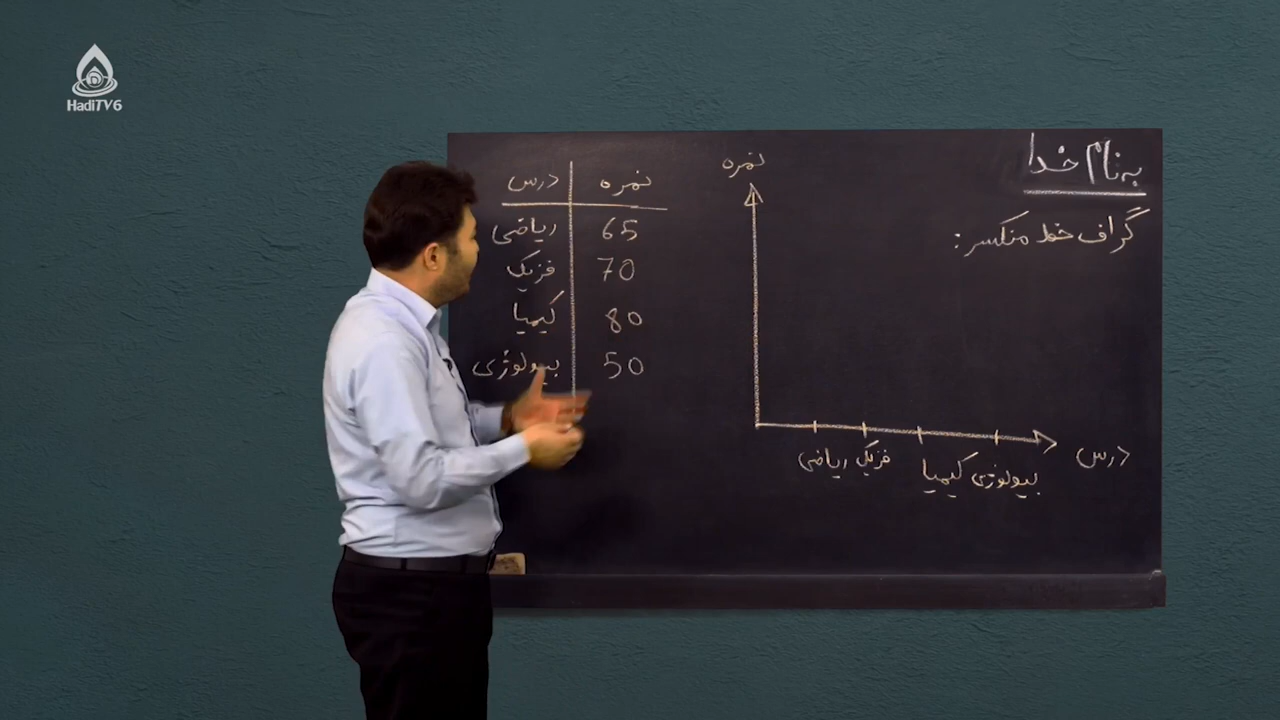 HadiTV6
به نام خدا
گراف خط منکسر:
درس نمره
ریاضی 65
فزیک 70
کیمیا 80
بیولوژی 50
نمره
ریاضی فزیک کیمیا بیولوژی درس